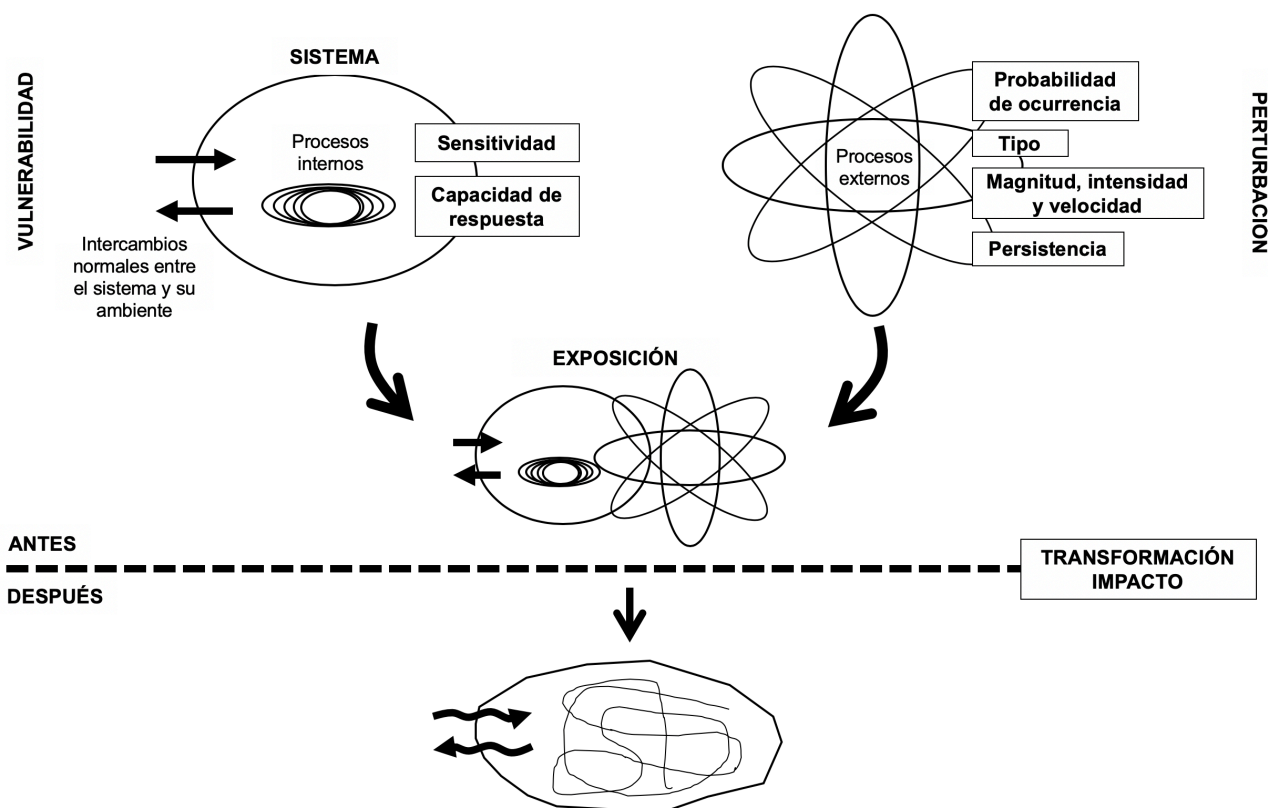 VULNERABILIDAD
SISTEMA
Procesos
internos
Sensitividad
Capacidad de
respuesta
Intercambios
normales entre
el sistema y su
ambiente
Procesos
externos
Probabilidad
de ocurrencia
Tipo
Magnitud, intensidad
y velocidad
Persistencia
PERTURBACION
EXPOSICIÓN
ANTES
DESPUÉS
TRANSFORMACIÓN
IMPACTO